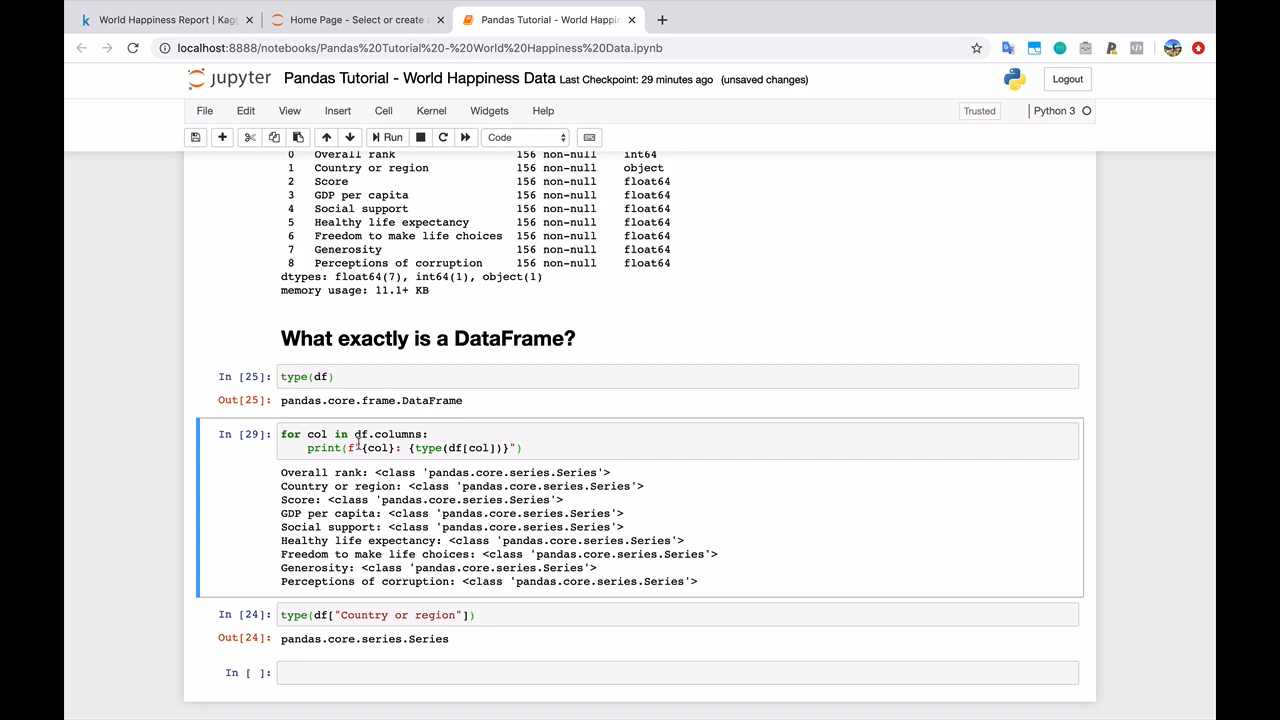 World Happiness Report | Kagg
Home Page - Select or create a
Pandas Tutorial - World Happin
localhost:8888/notebooks/Pandas%20Tutorial%20-%20World%20Happiness%20Data.ipynb
jupyter Pandas Tutorial - World Happiness Data Last Checkpoint: 29 minutes ago (unsaved changes) Logout
File Edit View Insert Cell Kernel Widgets Help Trusted Python 3
Run Code
0 Overall rank 156 non-null int64
1 Country or region 156 non-null object
2 Score 156 non-null float64
3 GDP per capita 156 non-null float64
4 Social support 156 non-null float64
5 Healthy life expectancy 156 non-null float64
6 Freedom to make life choices 156 non-null float64
7 Generosity 156 non-null float64
8 Perceptions of corruption 156 non-null float64
dtypes: float64(7), int64(1), object(1)
memory usage: 11.1+ KB
What exactly is a DataFrame?
In [25]: type(df)
Out[25]: pandas.core.frame.DataFrame
In [29]: for col in df.columns:
print(f"{col}: {type(df[col])}")
Overall rank: <class 'pandas.core.series.Series'>
Country or region: <class 'pandas.core.series.Series'>
Score: <class 'pandas.core.series.Series'>
GDP per capita: <class 'pandas.core.series.Series'>
Social support: <class 'pandas.core.series.Series'>
Healthy life expectancy: <class 'pandas.core.series.Series'>
Freedom to make life choices: <class 'pandas.core.series.Series'>
Generosity: <class 'pandas.core.series.Series'>
Perceptions of corruption: <class 'pandas.core.series.Series'>
In [24]: type(df["Country or region"])
Out[24]: pandas.core.series.Series
In [ ]: